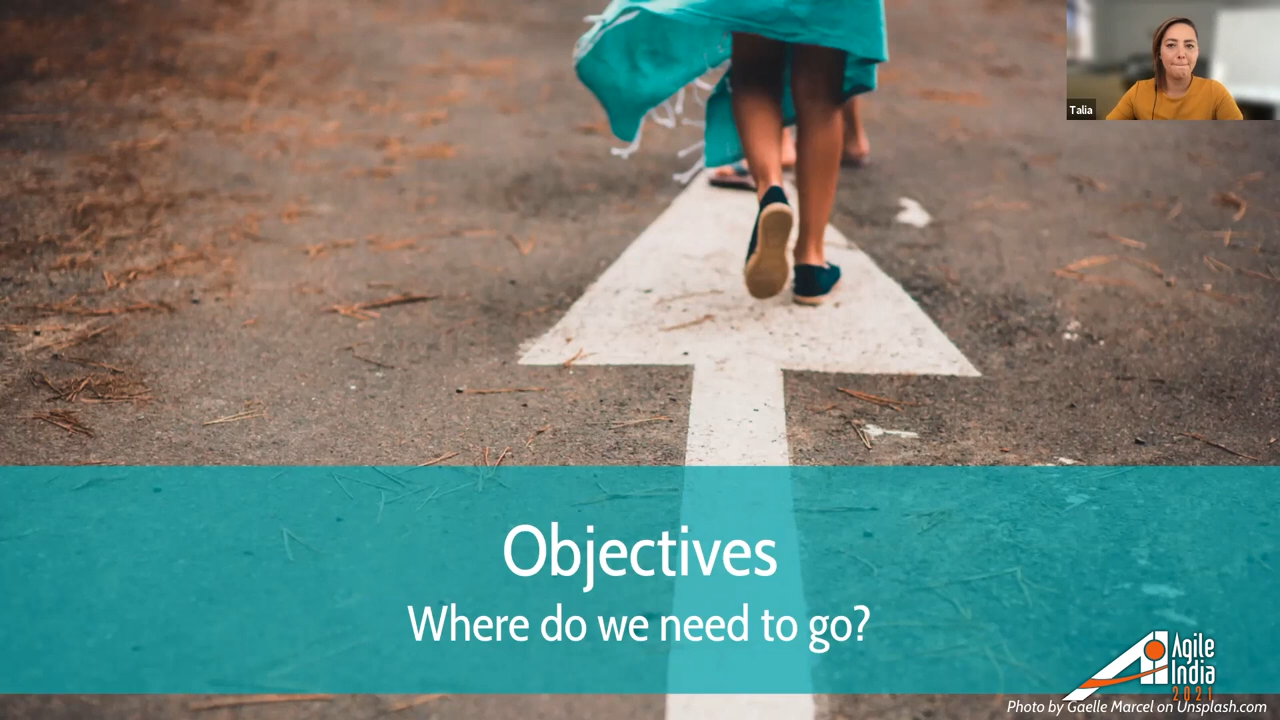 Talia
Objectives
Where do we need to go?
Agile
India
2021
Photo by Gaelle Marcel on Unsplash.com